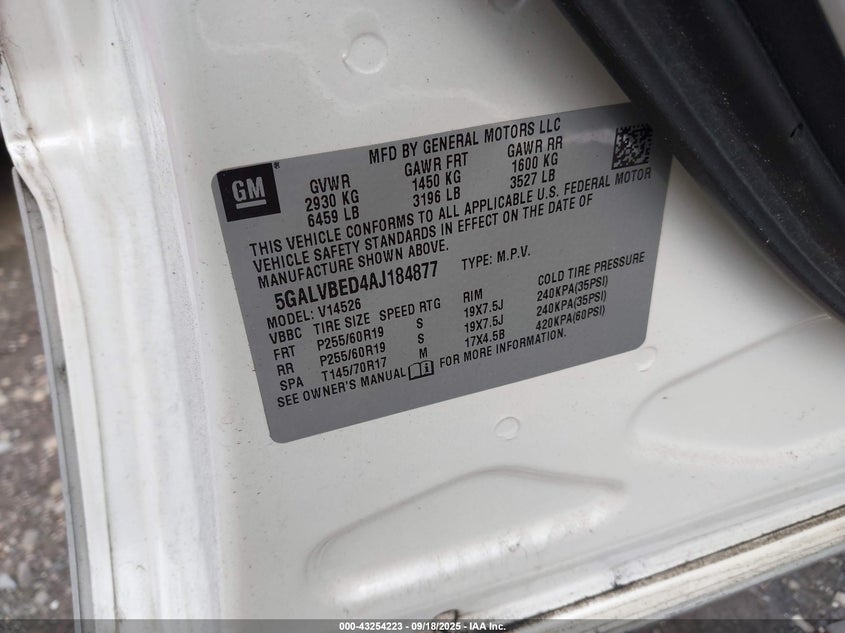 GM
MFD BY GENERAL MOTORS LLC
GVWR GAWR FRT GAWR RR
2930 KG 1450 KG 1600 KG
6459 LB 3196 LB 3527 LB
THIS VEHICLE CONFORMS TO ALL APPLICABLE U.S. FEDERAL MOTOR
VEHICLE SAFETY STANDARDS IN EFFECT ON THE DATE OF
MANUFACTURE SHOWN ABOVE.
5GALVBED4AJ184877 TYPE: M.P.V.
MODEL: V14526
VBBC TIRE SIZE SPEED RTG RIM COLD TIRE PRESSURE
FRT P255/60R19 S 19X7.5J 240KPA(35PSI)
RR P255/60R19 S 19X7.5J 240KPA(35PSI)
SPA T145/70R17 M 17X4.5B 420KPA(60PSI)
SEE OWNER'S MANUAL i FOR MORE INFORMATION.
000-43254223 - 09/18/2025 - IAA Inc.